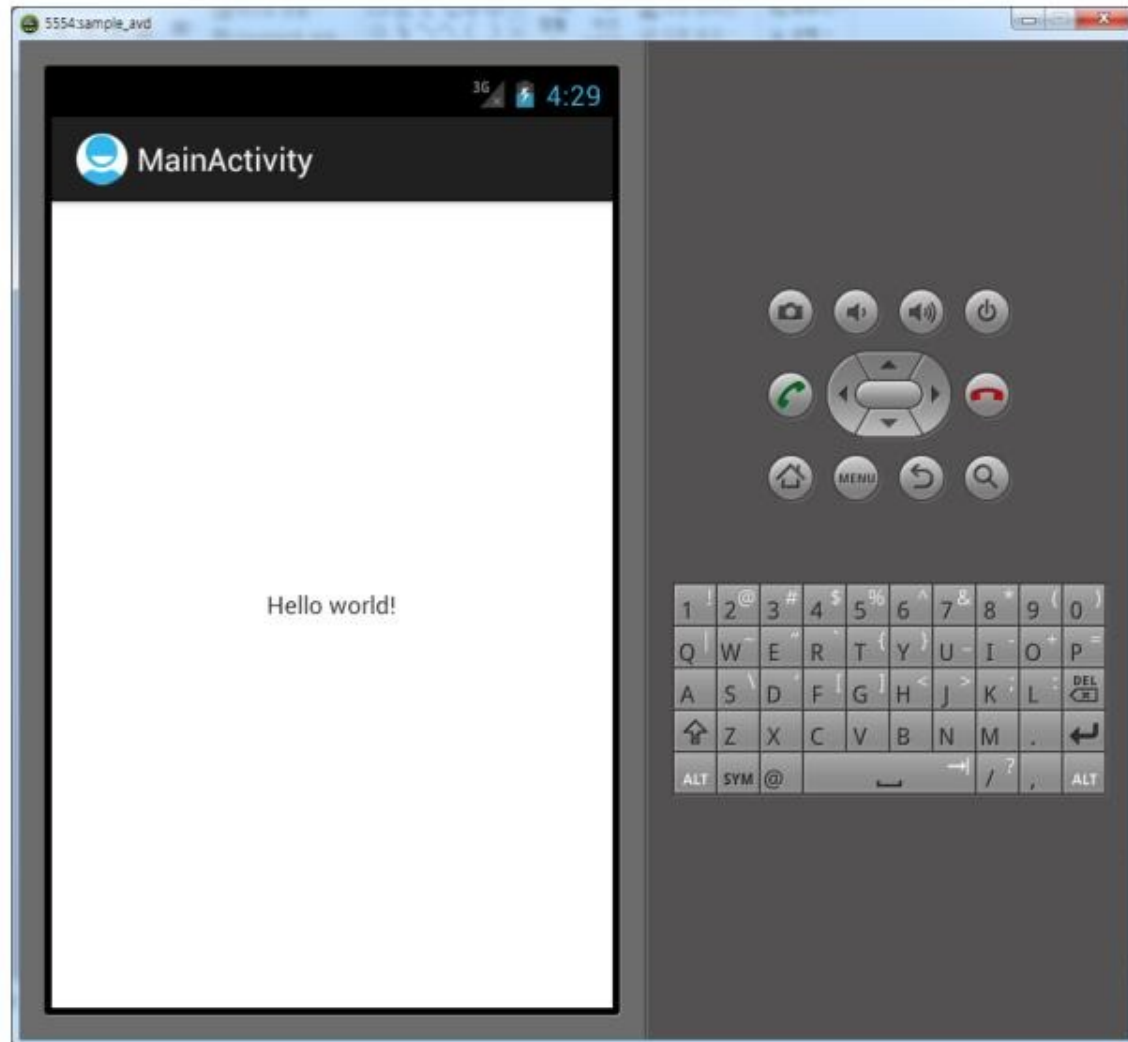 5554:sample_avd
3G 4:29
MainActivity
Hello world!
MENU
1 ! 2 @ 3 # 4 $ 5 % 6 ^ 7 & 8 * 9 ( 0 )
Q | W ~ E " R ` T { Y } U _ I - O + P =
A S \ D ' F [ G ] H < J > K ; L : DEL
Z X C V B N M .
ALT SYM @ / ? , ALT